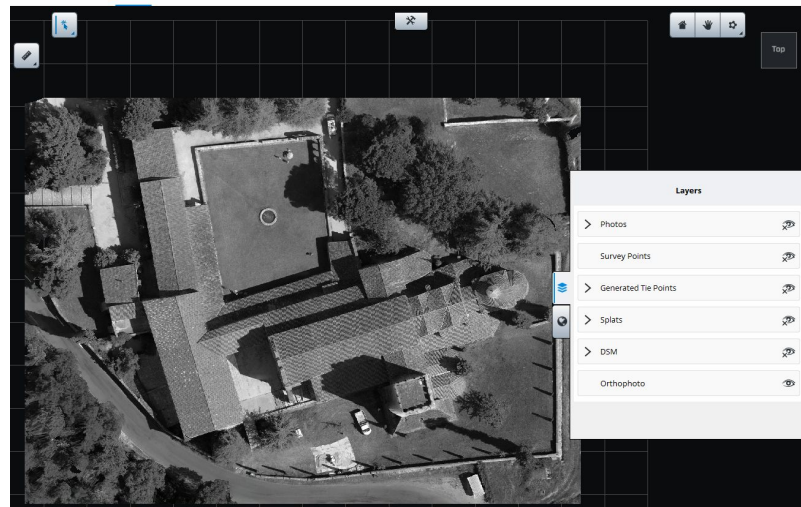 Top
Layers
Photos
Survey Points
Generated Tie Points
Splats
DSM
Orthophoto